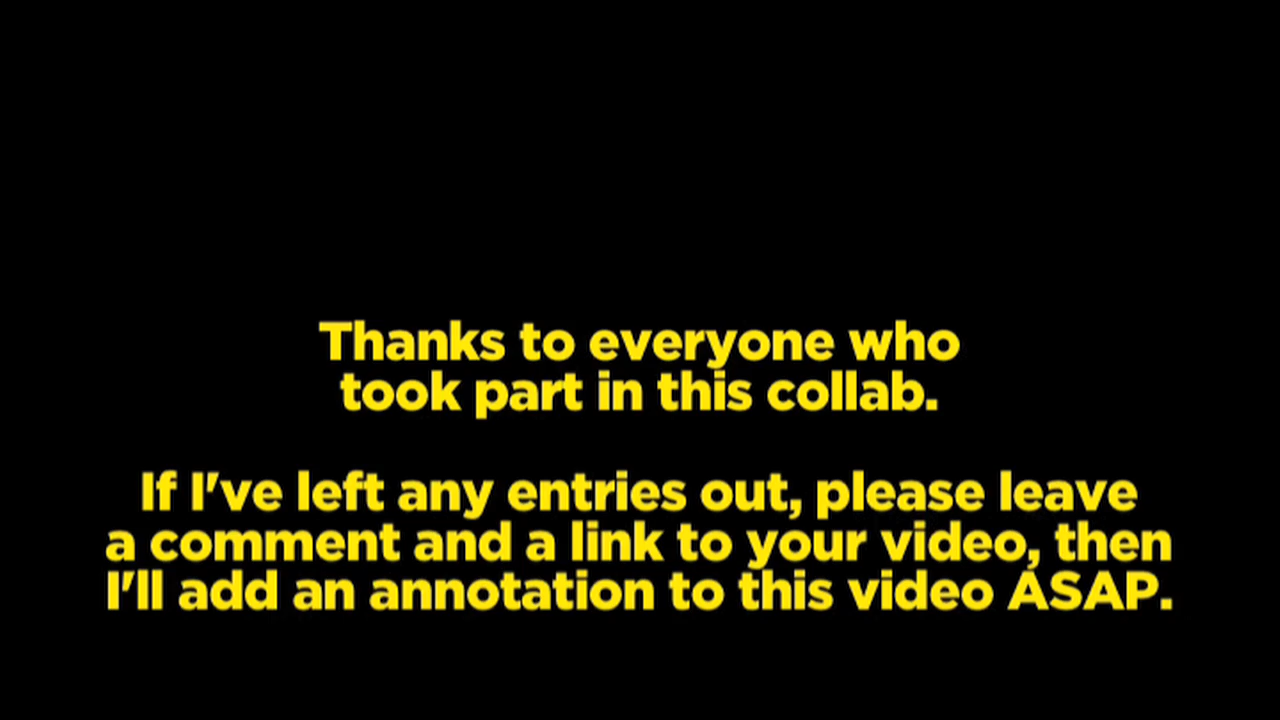 Thanks to everyone who
took part in this collab.
If I've left any entries out, please leave
a comment and a link to your video, then
I'll add an annotation to this video ASAP.